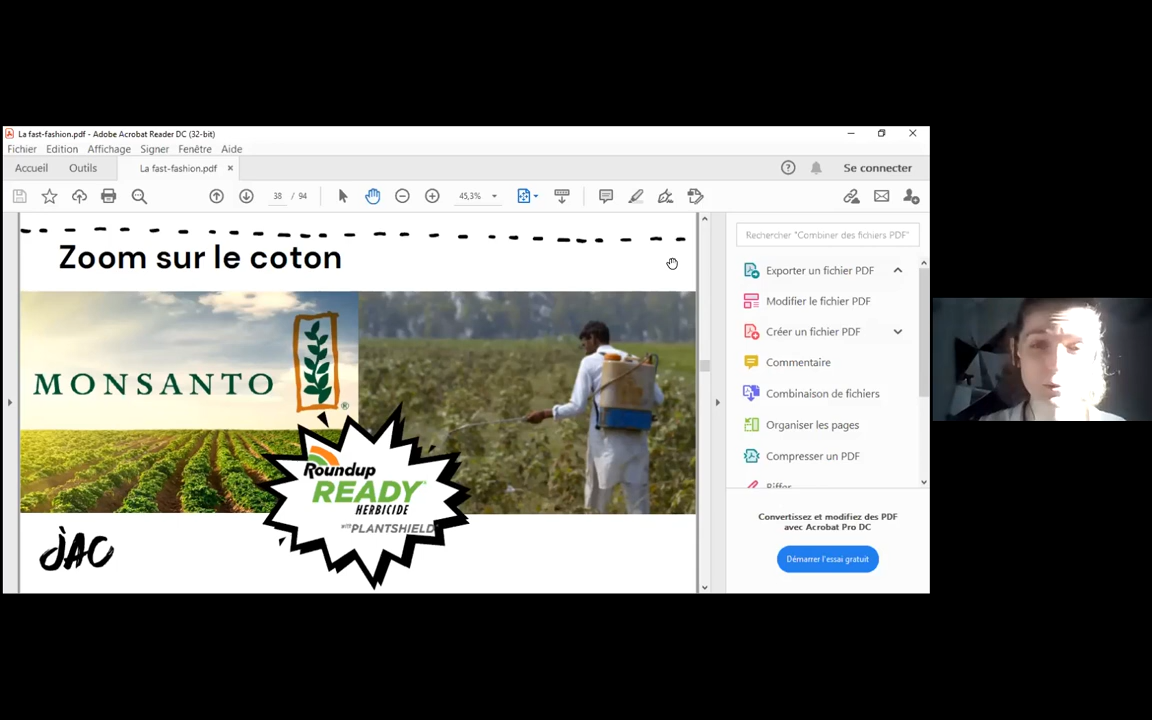 La fast-fashion.pdf - Adobe Acrobat Reader DC (32-bit)
Fichier Edition Affichage Signer Fenêtre Aide
Accueil Outils La fast-fashion.pdf × Se connecter
38 / 94 45,3%
Zoom sur le coton
MONSANTO ®
Roundup
READY
HERBICIDE
with PLANTSHIELD
JAC
Rechercher "Combiner des fichiers PDF"
Exporter un fichier PDF
Modifier le fichier PDF
Créer un fichier PDF
Commentaire
Combinaison de fichiers
Organiser les pages
Compresser un PDF
Biffer
Convertissez et modifiez des PDF
avec Acrobat Pro DC
Démarrer l'essai gratuit